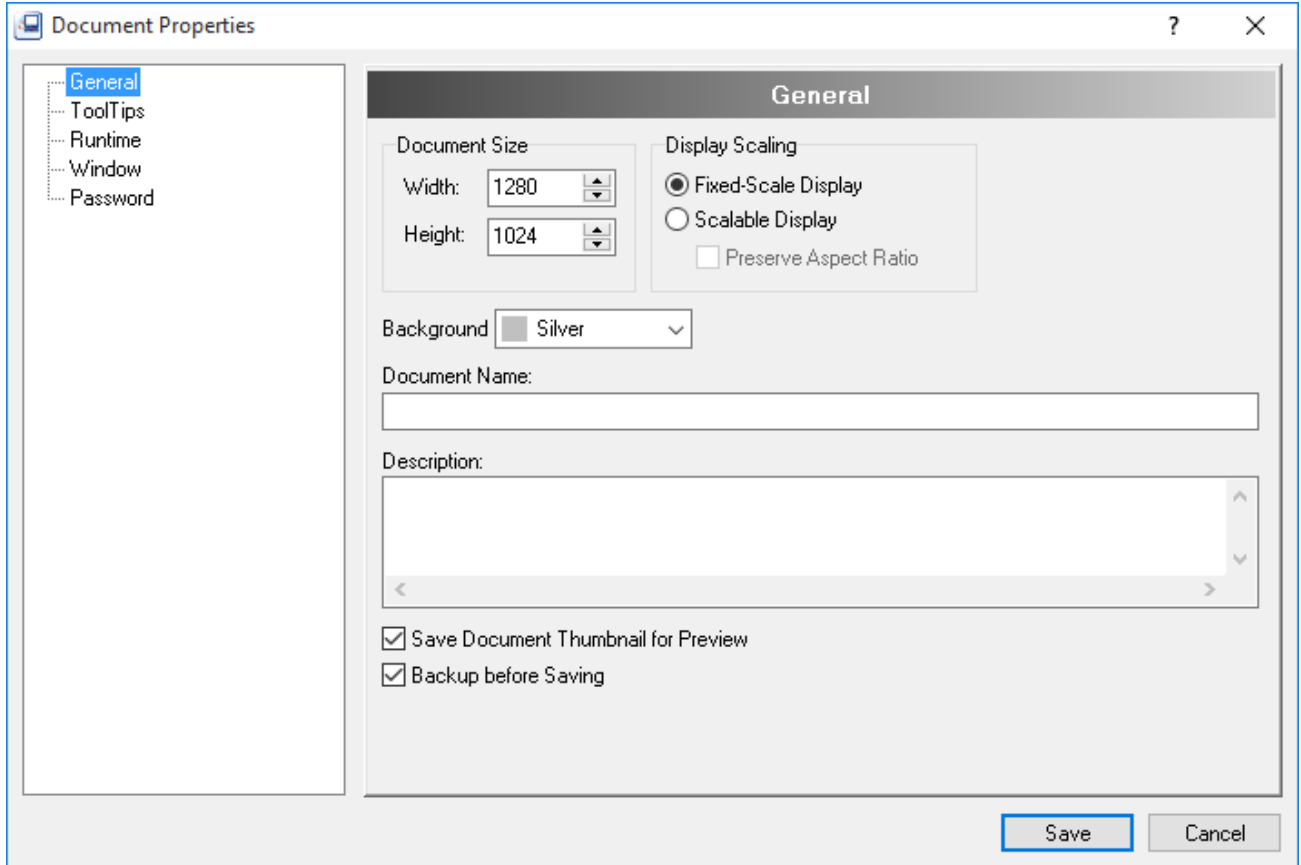 Document Properties
?
General
ToolTips
Runtime
Window
Password
General
Document Size
Width: 1280
Height: 1024
Display Scaling
Fixed-Scale Display
Scalable Display
Preserve Aspect Ratio
Background Silver
Document Name:
Description:
Save Document Thumbnail for Preview
Backup before Saving
Save Cancel